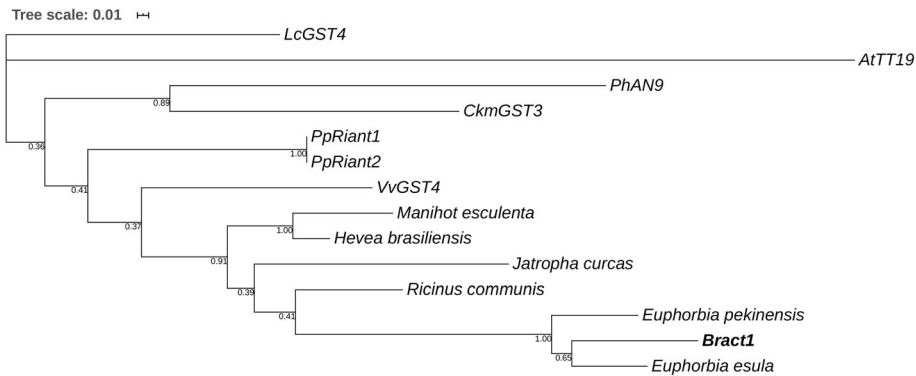 Tree scale: 0.01
LcGST4
AtTT19
PhAN9
0.89
CkmGST3
PpRiant1
0.36
1.00
PpRiant2
0.41
VvGST4
Manihot esculenta
0.37
1.00
Hevea brasiliensis
0.91
Jatropha curcas
0.39
Ricinus communis
0.41
Euphorbia pekinensis
1.00
Bract1
0.65
Euphorbia esula